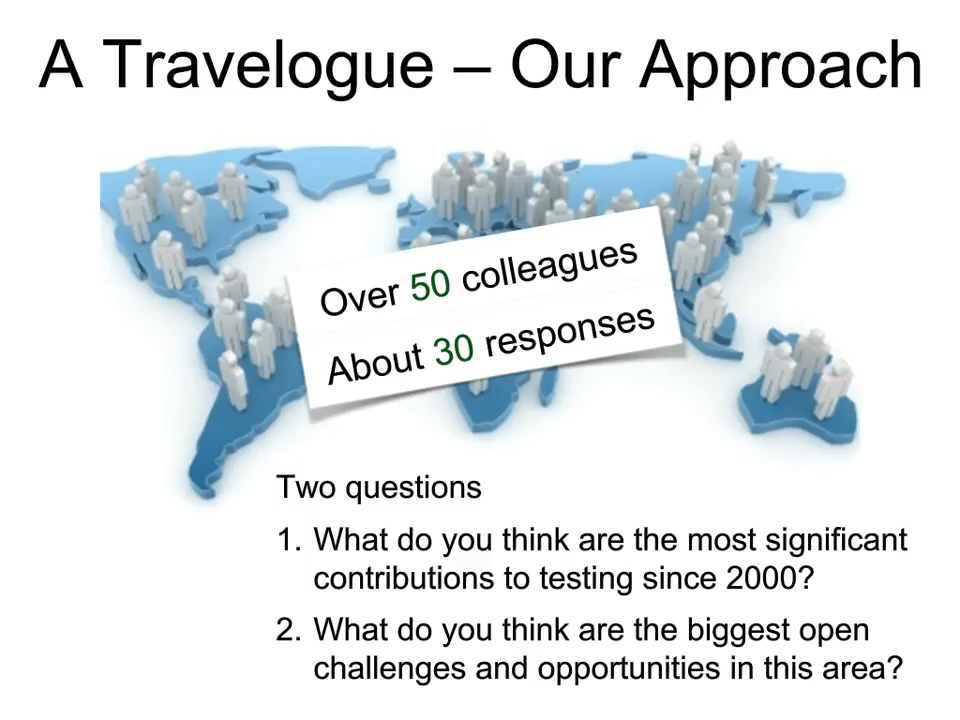 A Travelogue – Our Approach
Over 50 colleagues
About 30 responses
Two questions
1. What do you think are the most significant
contributions to testing since 2000?
2. What do you think are the biggest open
challenges and opportunities in this area?